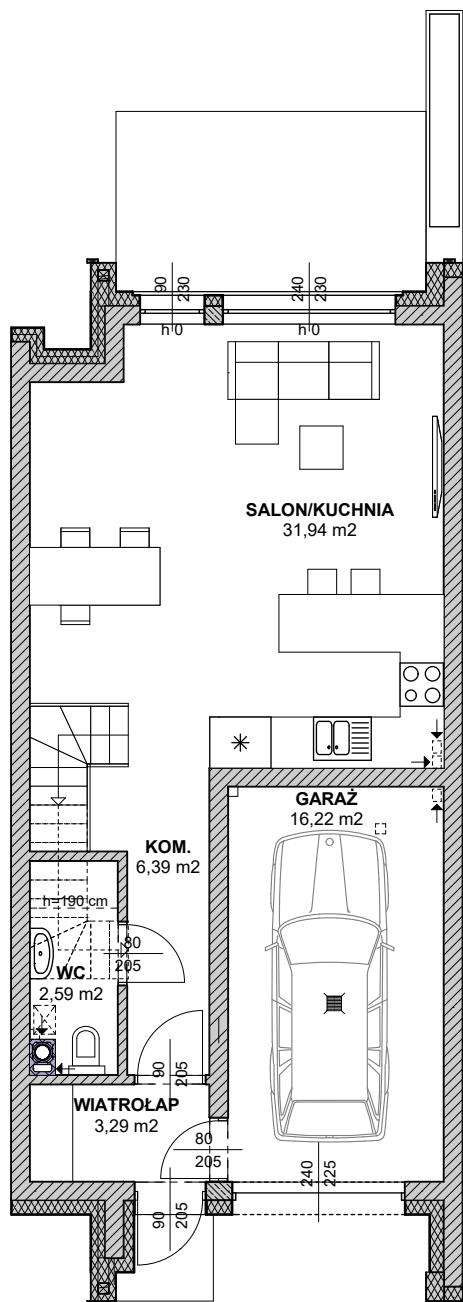 90
230
240
230
h 0
h 0
SALON/KUCHNIA
31,94 m2
GARAŻ
16,22 m2
KOM.
6,39 m2
h=190 cm
80
205
WC
2,59 m2
90
205
WIATROŁAP
3,29 m2
80
205
240
225
90
205